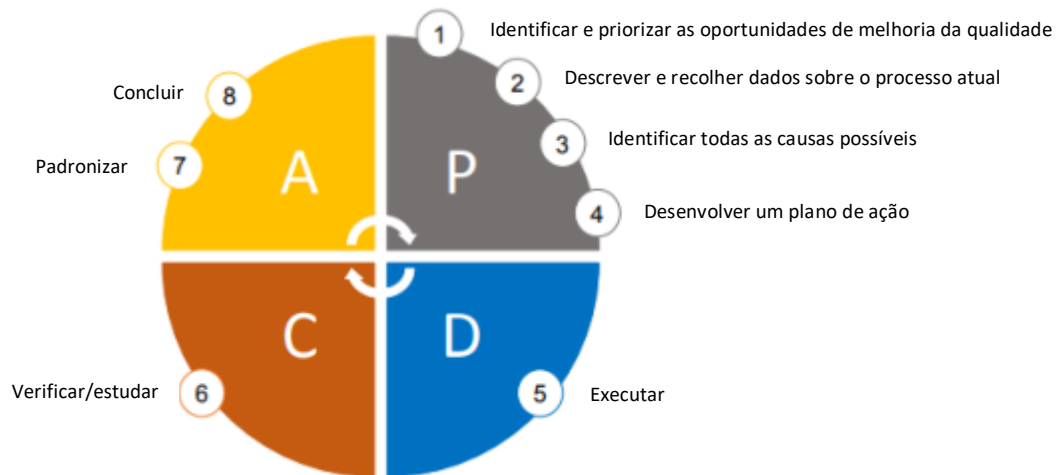 1 Identificar e priorizar as oportunidades de melhoria da qualidade
2 Descrever e recolher dados sobre o processo atual
3 Identificar todas as causas possíveis
4 Desenvolver um plano de ação
P
D
5 Executar
C
Verificar/estudar 6
A
Padronizar 7
Concluir 8